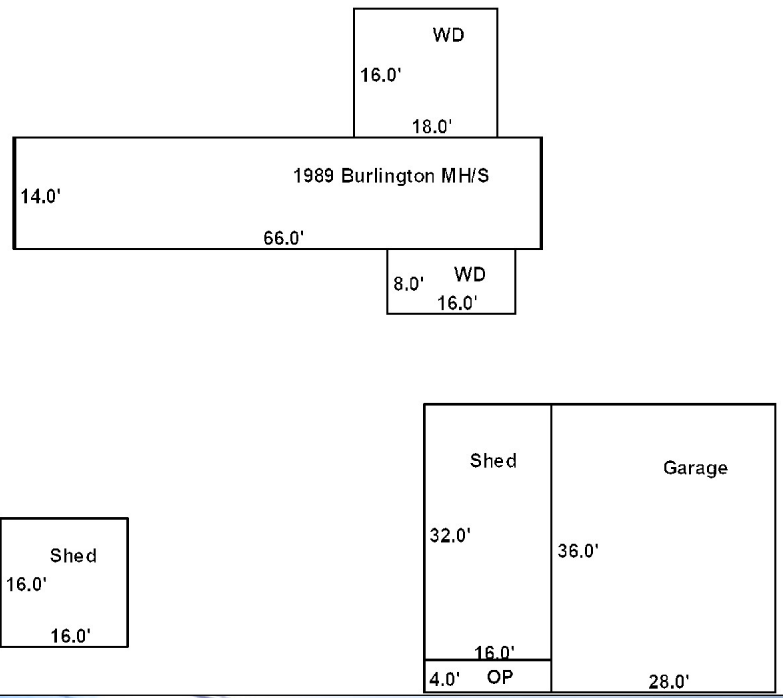 WD
16.0'
18.0'
1989 Burlington MH/S
14.0'
66.0'
WD
8.0'
16.0'
Shed
Garage
32.0'
36.0'
Shed
16.0'
16.0'
16.0'
4.0' OP
28.0'